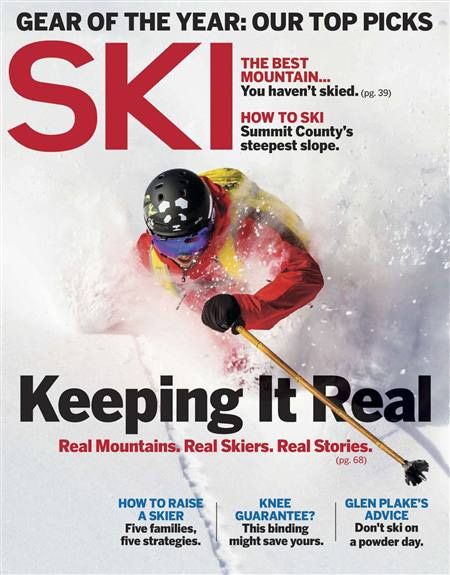 GEAR OF THE YEAR: OUR TOP PICKS
SKI
THE BEST
MOUNTAIN...
You haven't skied. (pg. 39)
HOW TO SKI
Summit County's
steepest slope.
Keeping It Real
Real Mountains. Real Skiers. Real Stories.
(pg. 68)
HOW TO RAISE
A SKIER
Five families,
five strategies.
KNEE
GUARANTEE?
This binding
might save yours.
GLEN PLAKE'S
ADVICE
Don't ski on
a powder day.